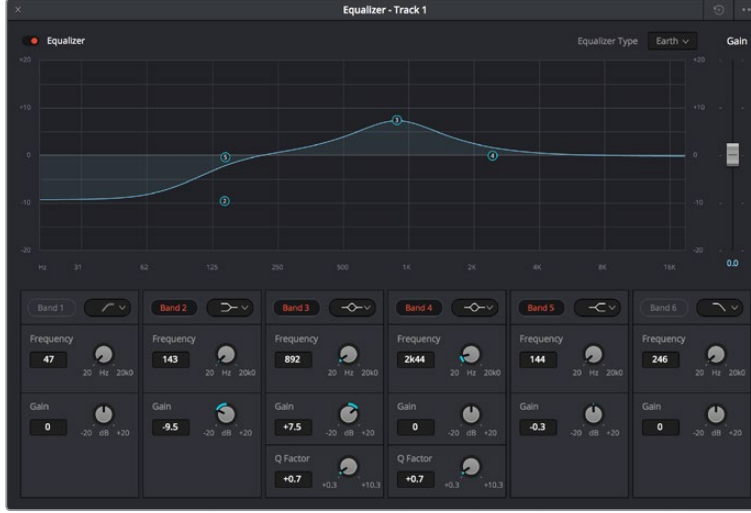 Equalizer - Track 1
Equalizer
Equalizer Type Earth
Gain
+20 +20
+10 +10
0 0
-10 -10
-20 -20
3
5
4
2
0.0
Hz 31 62 125 250 500 1K 2K 4K 8K 16K
Band 1 Band 2 Band 3 Band 4 Band 5 Band 6
Frequency Frequency Frequency Frequency Frequency Frequency
47 143 892 2k44 144 246
20 Hz 20k0 20 Hz 20k0 20 Hz 20k0 20 Hz 20k0 20 Hz 20k0 20 Hz 20k0
Gain Gain Gain Gain Gain Gain
0 -9.5 +7.5 0 -0.3 0
-20 dB +20 -20 dB +20 -20 dB +20 -20 dB +20 -20 dB +20 -20 dB +20
Q Factor Q Factor
+0.7 +0.7
+0.3 +10.3 +0.3 +10.3